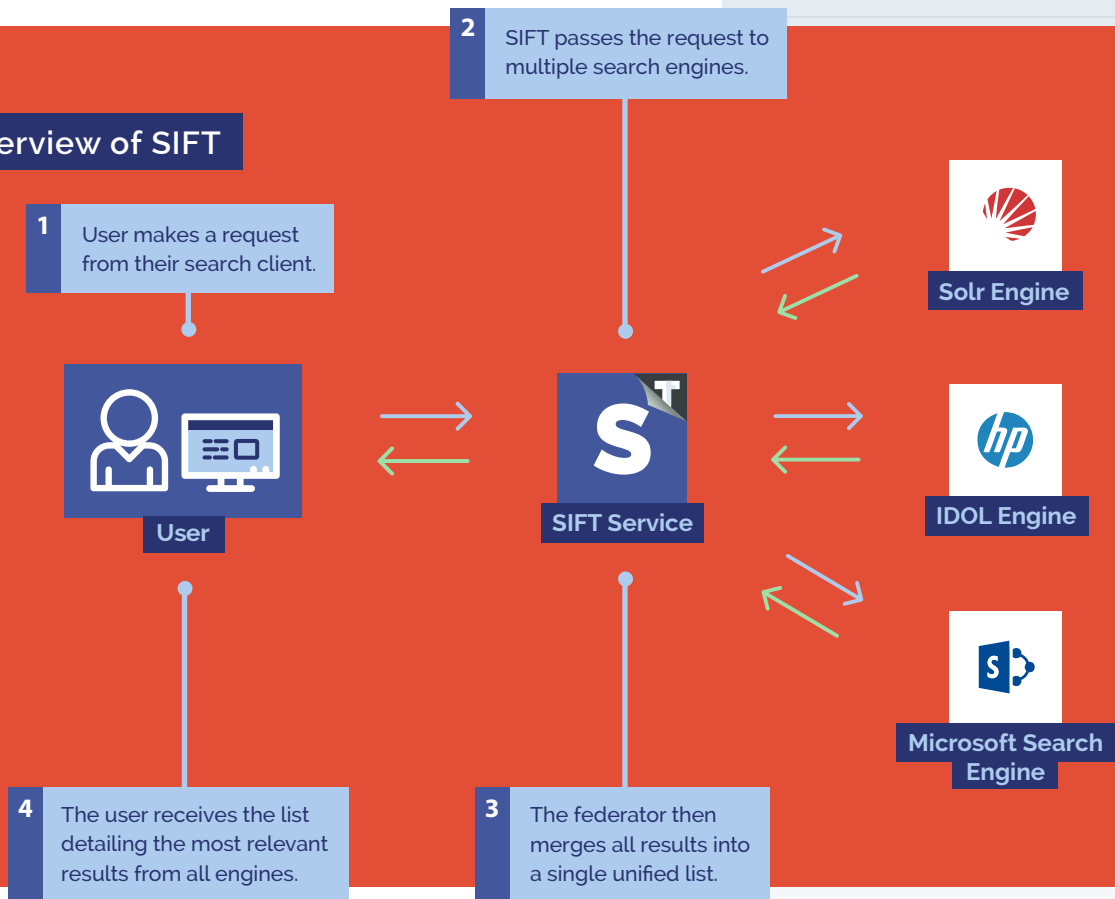 2
SIFT passes the request to
multiple search engines.
erview of SIFT
1
User makes a request
from their search client.
Solr Engine
T
S
hp
User
SIFT Service
IDOL Engine
S
Microsoft Search
Engine
4
The user receives the list
detailing the most relevant
results from all engines.
3
The federator then
merges all results into
a single unified list.